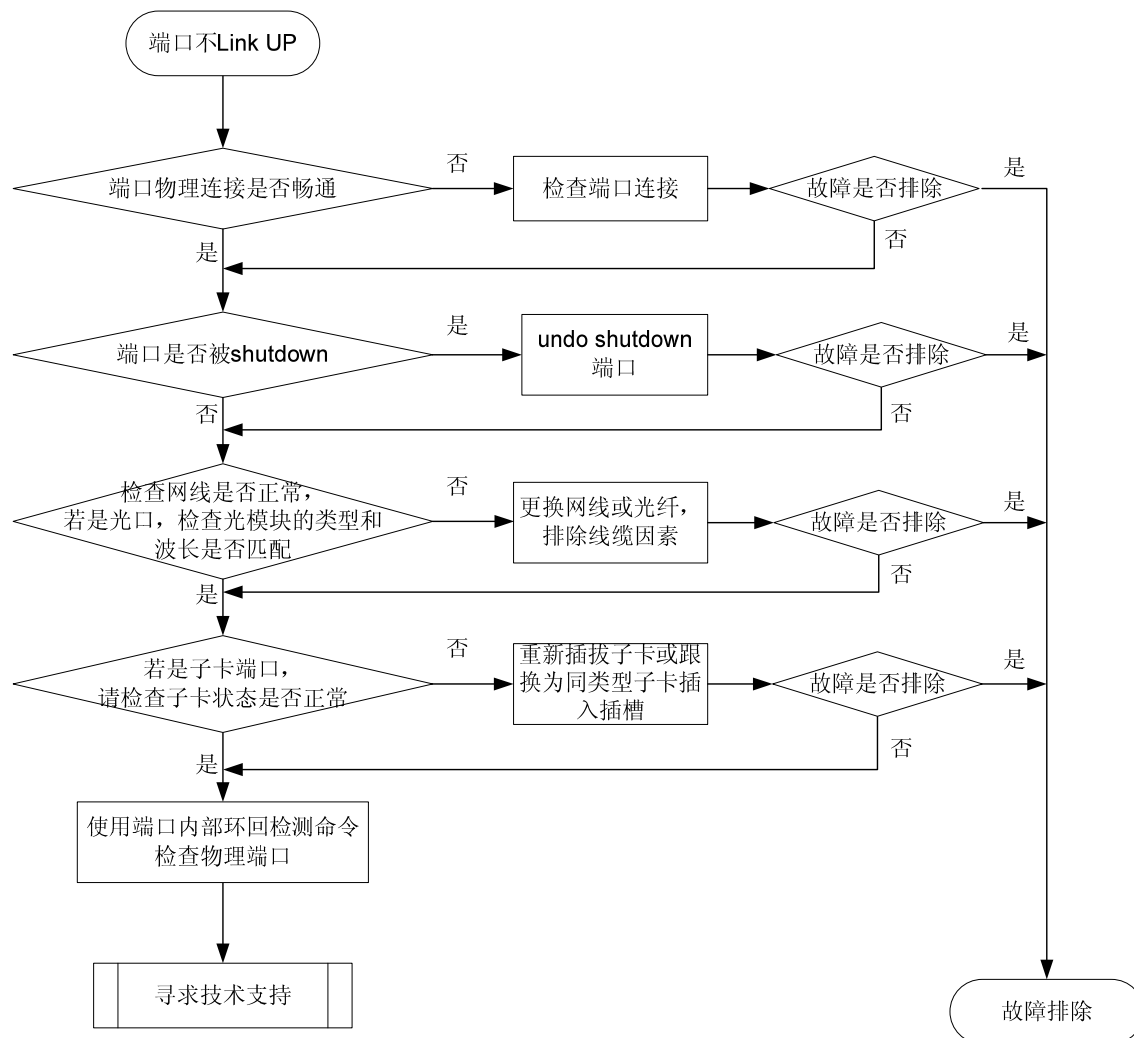 端口不Link UP
端口物理连接是否畅通
否
检查端口连接
故障是否排除
是
是
否
端口是否被shutdown
是
undo shutdown
端口
故障是否排除
是
否
否
检查网线是否正常，
若是光口，检查光模块的类型和
波长是否匹配
否
更换网线或光纤，
排除线缆因素
故障是否排除
是
是
否
若是子卡端口，
请检查子卡状态是否正常
否
重新插拔子卡或跟
换为同类型子卡插
入插槽
故障是否排除
是
是
否
使用端口内部环回检测命令
检查物理端口
寻求技术支持
故障排除